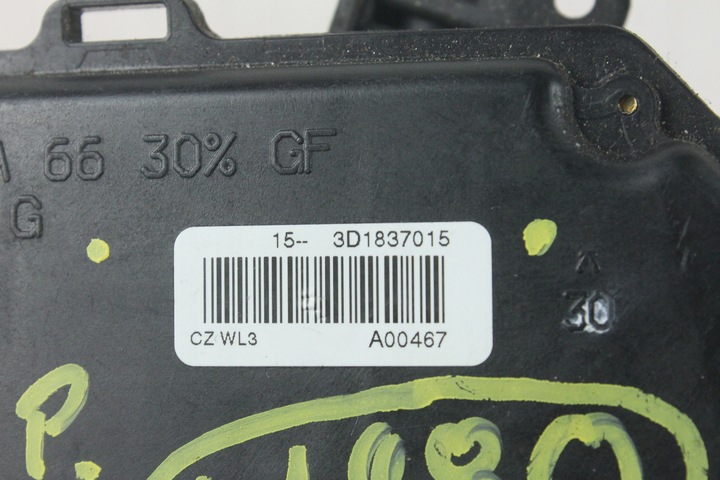 66 30% GF
G
15-- 3D1837015
CZ WL3 A00467
30
P.